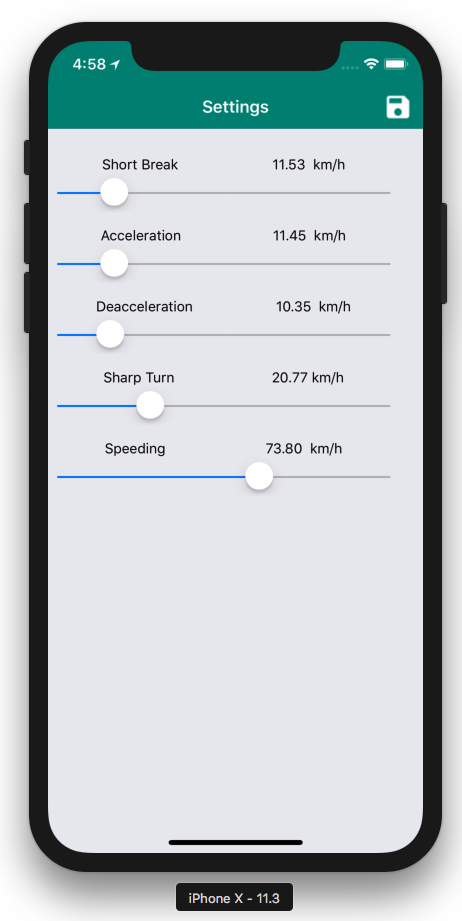 4:58
Settings
Short Break 11.53 km/h
Acceleration 11.45 km/h
Deacceleration 10.35 km/h
Sharp Turn 20.77 km/h
Speeding 73.80 km/h
iPhone X - 11.3